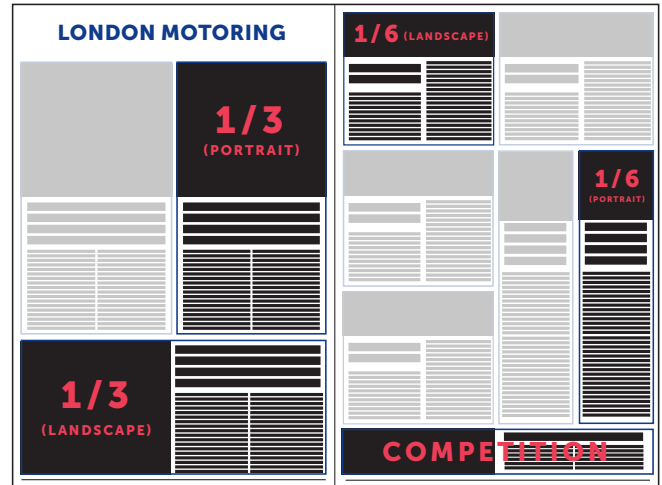 LONDON MOTORING
1/3
(PORTRAIT)
1/3
(LANDSCAPE)
1/6 (LANDSCAPE)
1/6
(PORTRAIT)
COMPETITION